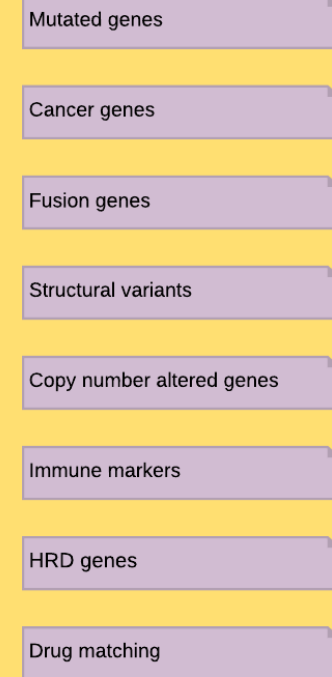 Mutated genes
Cancer genes
Fusion genes
Structural variants
Copy number altered genes
Immune markers
HRD genes
Drug matching